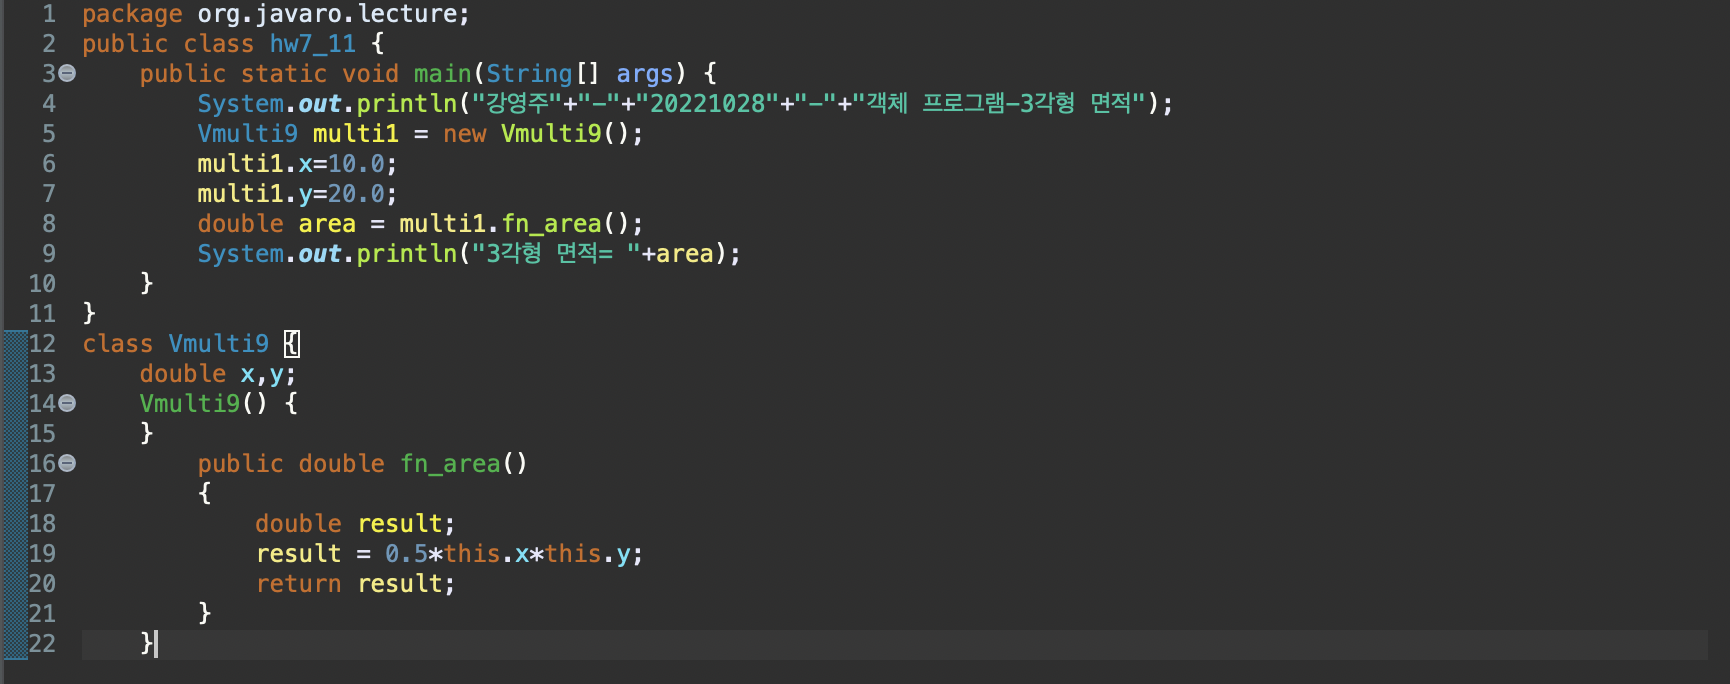 1 package org.javaro.lecture;
2 public class hw7_11 {
3     public static void main(String[] args) {
4         System.out.println("강영주"+"-"+"20221028"+"-"+"객체 프로그램-3각형 면적");
5         Vmulti9 multi1 = new Vmulti9();
6         multi1.x=10.0;
7         multi1.y=20.0;
8         double area = multi1.fn_area();
9         System.out.println("3각형 면적= "+area);
10     }
11 }
12 class Vmulti9 {
13     double x,y;
14     Vmulti9() {
15     }
16         public double fn_area()
17         {
18             double result;
19             result = 0.5*this.x*this.y;
20             return result;
21         }
22     }